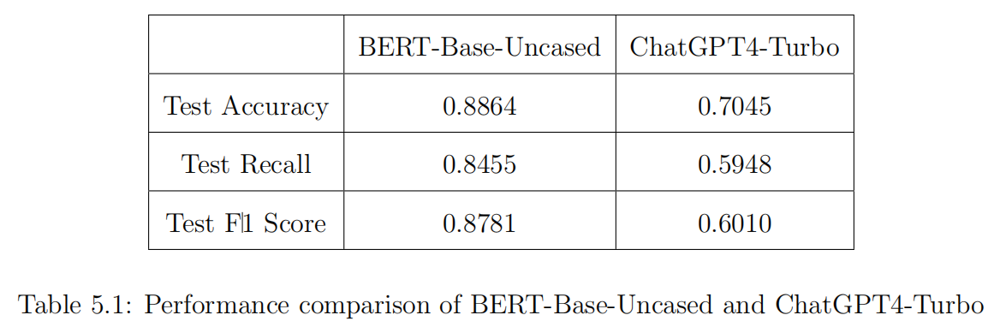 BERT-Base-Uncased ChatGPT4-Turbo
Test Accuracy 0.8864 0.7045
Test Recall 0.8455 0.5948
Test F1 Score 0.8781 0.6010
Table 5.1: Performance comparison of BERT-Base-Uncased and ChatGPT4-Turbo